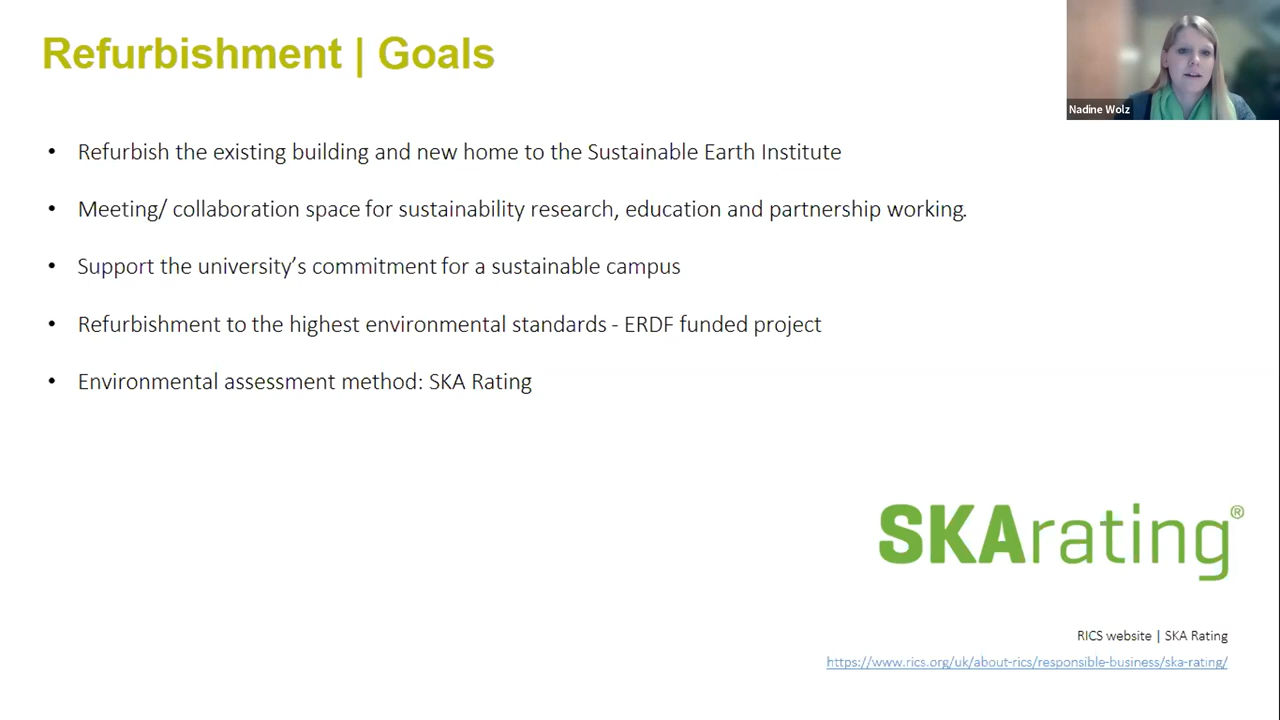 Refurbishment | Goals
Nadine Wolz
• Refurbish the existing building and new home to the Sustainable Earth Institute
• Meeting/ collaboration space for sustainability research, education and partnership working.
• Support the university’s commitment for a sustainable campus
• Refurbishment to the highest environmental standards - ERDF funded project
• Environmental assessment method: SKA Rating
SKArating®
RICS website | SKA Rating
https://www.rics.org/uk/about-rics/responsible-business/ska-rating/